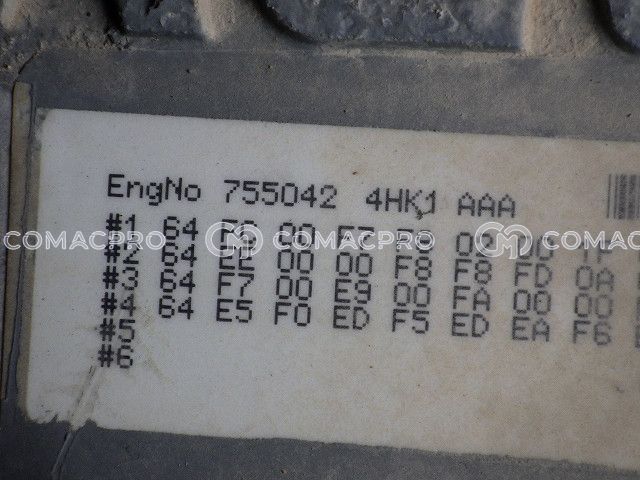 EngNo 755042 4HK1 AAA
#1 64
COMACPRO COMACPRO COMACPRO
#2 64 EE 00 00 F8 F8 FD 0A
#3 64 F7 00 E9 00 FA 00 00
#4 64 E5 F0 ED F5 ED EA F6
#5
#6